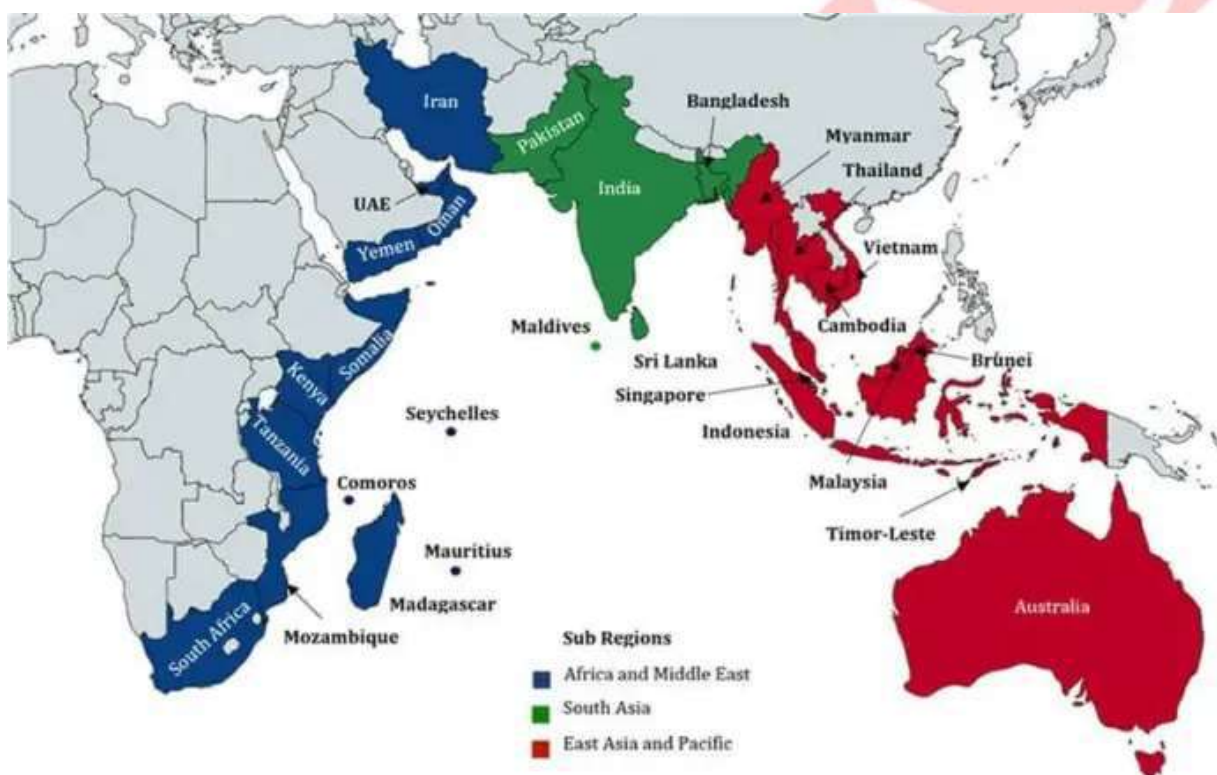 Iran
Pakistan
Bangladesh
Myanmar
Thailand
India
UAE
Oman
Yemen
Vietnam
Maldives
Cambodia
Somalia
Sri Lanka
Brunei
Kenya
Singapore
Seychelles
Indonesia
Tanzania
Comoros
Malaysia
Timor-Leste
Mauritius
Madagascar
Australia
South Africa
Mozambique
Sub Regions
Africa and Middle East
South Asia
East Asia and Pacific